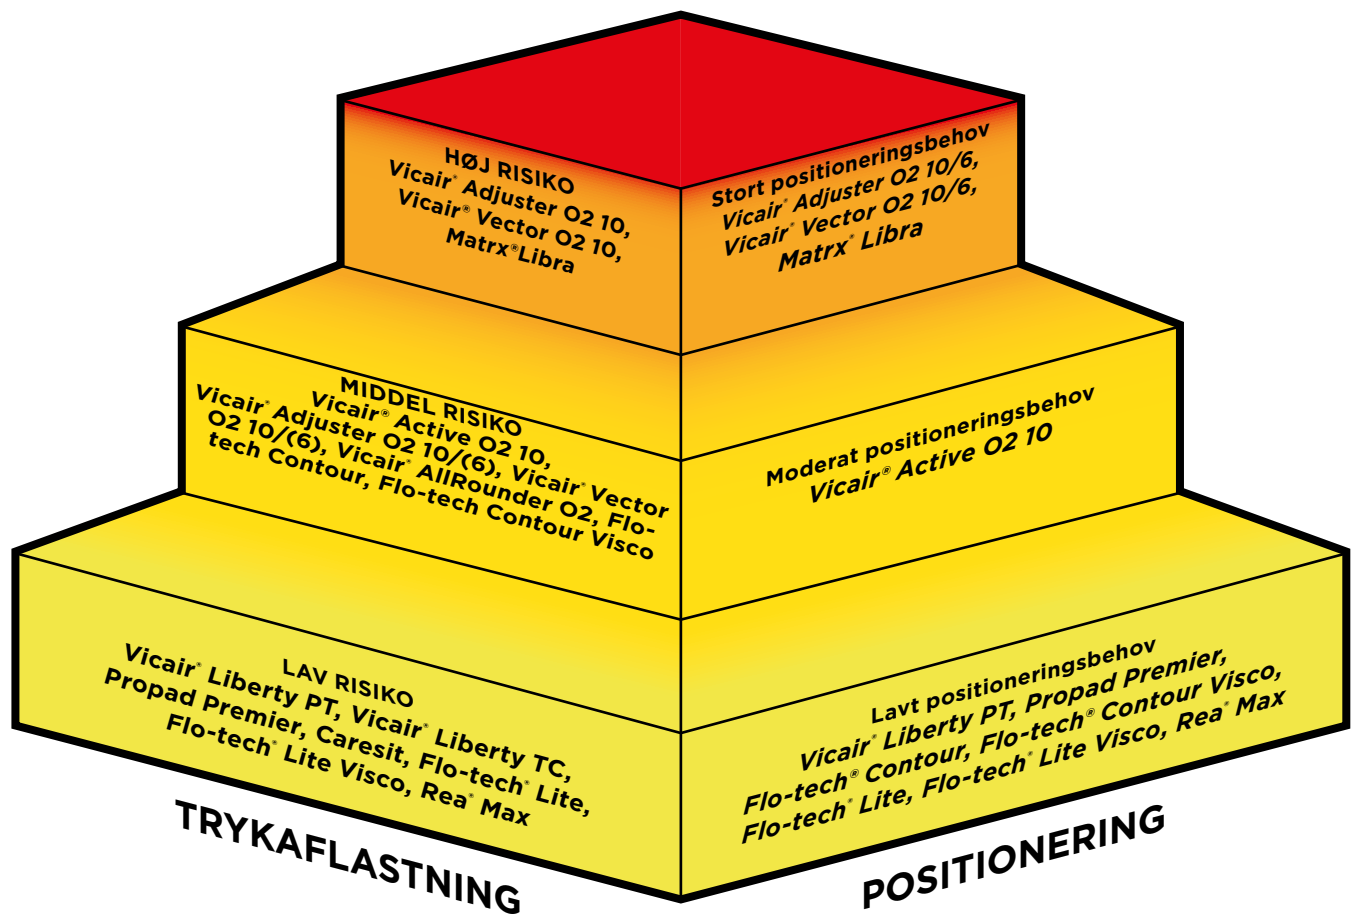 HØJ RISIKO
Vicair® Adjuster O2 10,
Vicair® Vector O2 10,
Matrx®Libra
Stort positioneringsbehov
Vicair® Adjuster O2 10/6,
Vicair® Vector O2 10/6,
Matrx® Libra
MIDDEL RISIKO
Vicair® Active O2 10,
Vicair® Adjuster O2 10/(6), Vicair® Vector
O2 10/(6), Vicair® AllRounder O2, Flo-
tech Contour, Flo-tech Contour Visco
Moderat positioneringsbehov
Vicair® Active O2 10
LAV RISIKO
Vicair® Liberty PT, Vicair® Liberty TC,
Propad Premier, Caresit, Flo-tech® Lite,
Flo-tech® Lite Visco, Rea® Max
Lavt positioneringsbehov
Vicair® Liberty PT, Propad Premier,
Flo-tech® Contour, Flo-tech® Contour Visco,
Flo-tech® Lite, Flo-tech® Lite Visco, Rea® Max
TRYKAFLASTNING
POSITIONERING